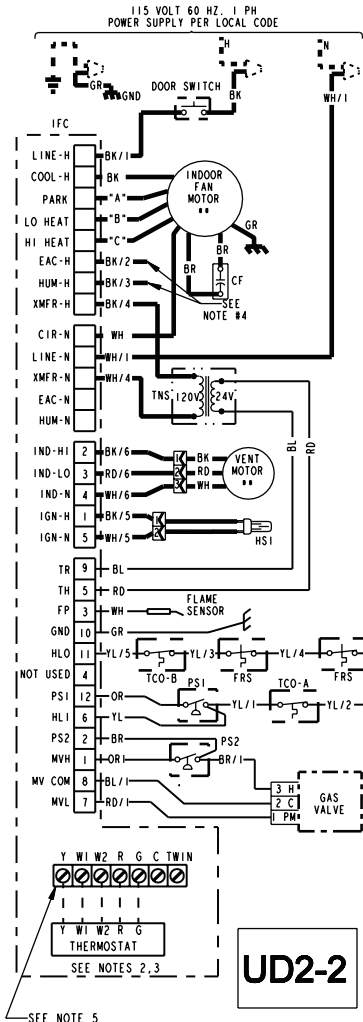 115 VOLT 60 HZ. 1 PH
POWER SUPPLY PER LOCAL CODE
H
N
GR
GND
DOOR SWITCH
BK
WH/1
IFC
LINE-H BK/1
COOL-H BK
PARK "A"
LO HEAT "B"
HI HEAT "C"
EAC-H BK/2
HUM-H BK/3
XMFR-H BK/4
INDOOR
FAN
MOTOR
GR
BR
BR
CF
SEE
NOTE #4
CIR-N WH
LINE-N WH/1
XMFR-N WH/4
EAC-N
HUM-N
TNS 120V 24V
BL
RD
IND-HI 2 BK/6 1 BK
IND-LO 3 RD/6 2 RD
IND-N 4 WH/6 3 WH
VENT
MOTOR
IGN-H 1 BK/5 1
IGN-N 5 WH/5 2
HSI
TR 9 BL
TH 5 RD
FP 3 WH
FLAME
SENSOR
GND 10 GR
HLO 11 YL/5 YL/3 YL/4
TCO-B FRS FRS
NOT USED 4
PS1 12 OR PS1 YL/1 TCO-A YL/2
HLI 6 YL
PS2 2 BR PS2
MVH 1 OR1 BR/1
MV COM 8 BL/1
MVL 7 RD/1
3 H
2 C
1 PM
GAS
VALVE
Y W1 W2 R G C TWIN
Y W1 W2 R G
THERMOSTAT
SEE NOTES 2,3
UD2-2
SEE NOTE 5